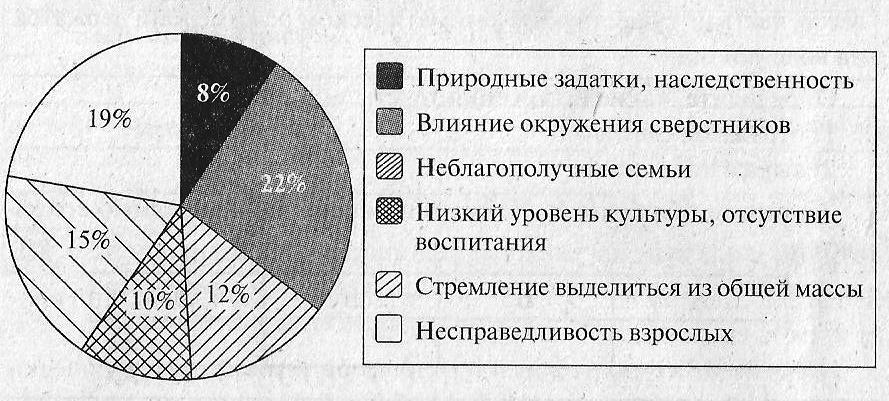 8%
22%
12%
10%
15%
19%
Природные задатки, наследственность
Влияние окружения сверстников
Неблагополучные семьи
Низкий уровень культуры, отсутствие
воспитания
Стремление выделиться из общей массы
Несправедливость взрослых